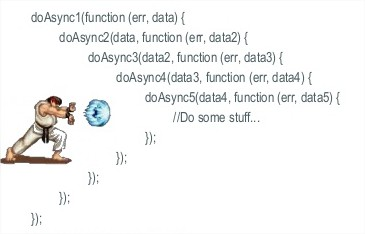 doAsync1(function (err, data) {
doAsync2(data, function (err, data2) {
doAsync3(data2, function (err, data3) {
doAsync4(data3, function (err, data4) {
doAsync5(data4, function (err, data5) {
//Do some stuff...
});
});
});
});
});